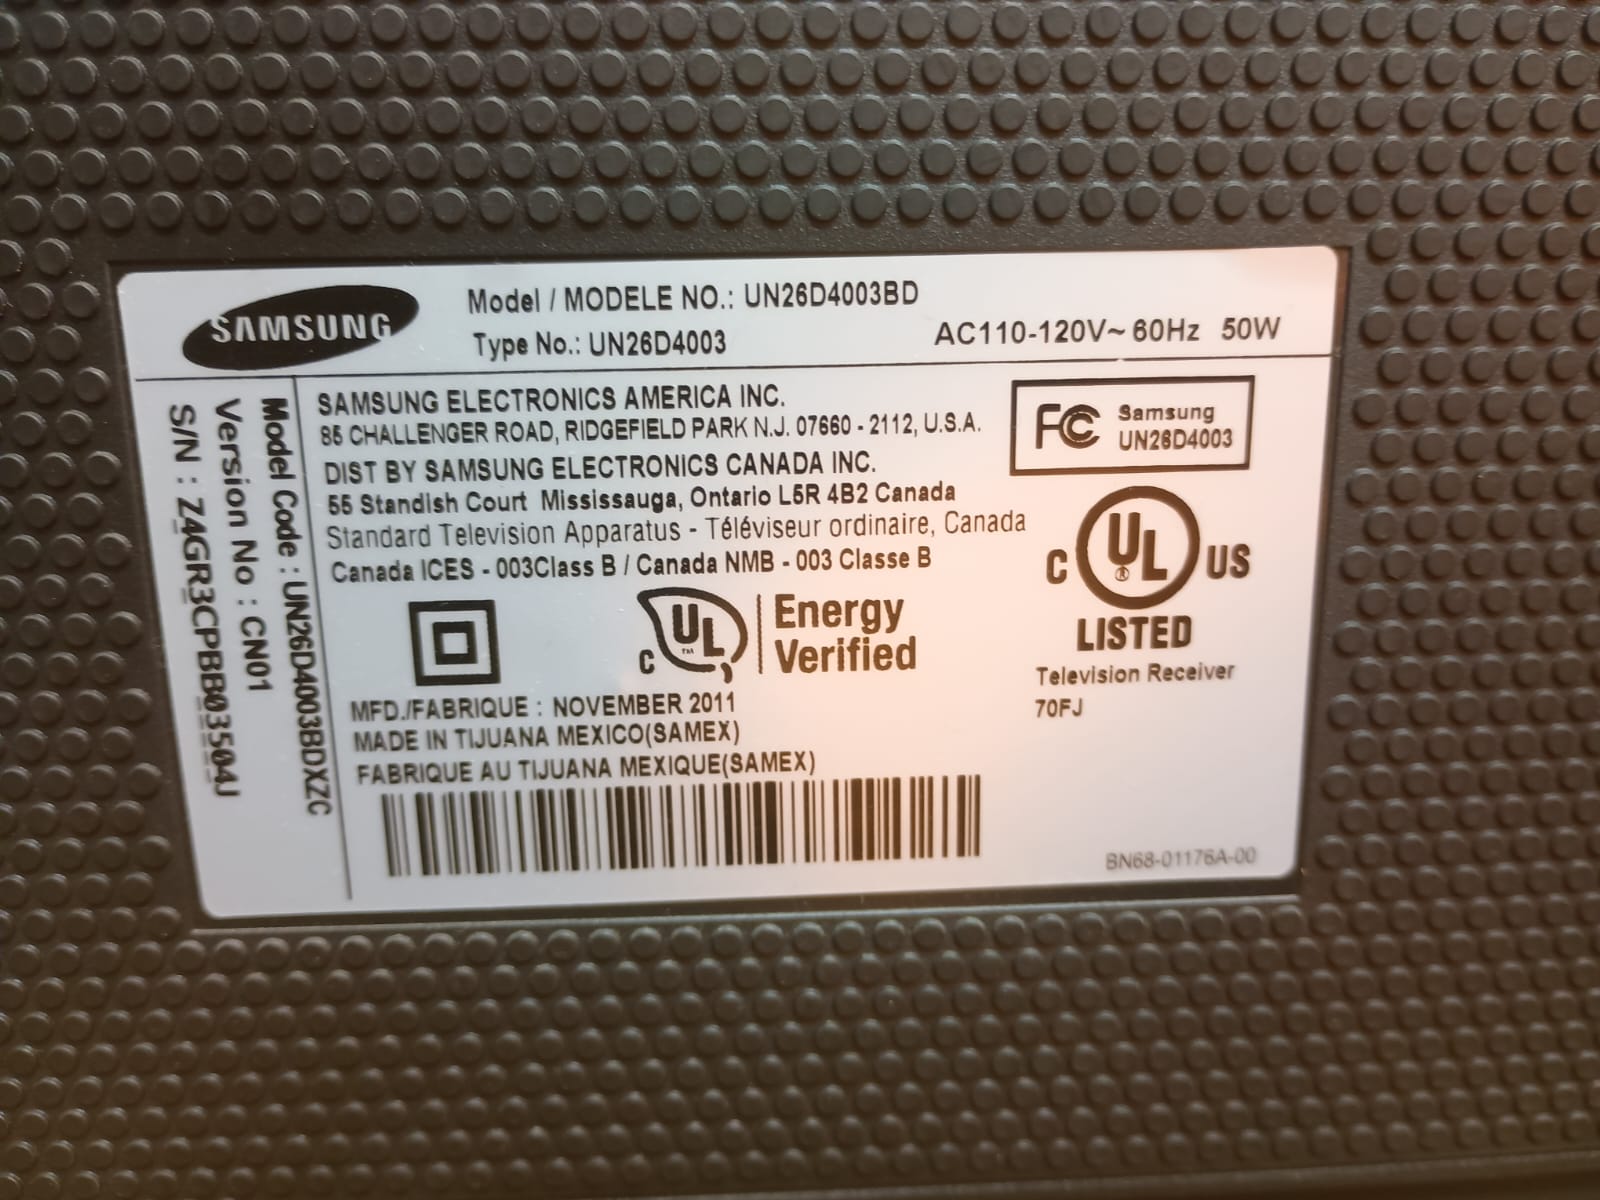 SAMSUNG
Model / MODELE NO.: UN26D4003BD
Type No.: UN26D4003
AC110-120V~ 60Hz 50W
Model Code : UN26D4003BDXZC
Version No : CN01
S/N : Z4GR3CPBB03504J
SAMSUNG ELECTRONICS AMERICA INC.
85 CHALLENGER ROAD, RIDGEFIELD PARK N.J. 07660 - 2112, U.S.A.
DIST BY SAMSUNG ELECTRONICS CANADA INC.
55 Standish Court Mississauga, Ontario L5R 4B2 Canada
Standard Television Apparatus - Téléviseur ordinaire, Canada
Canada ICES - 003Class B / Canada NMB - 003 Classe B
FC Samsung
UN26D4003
C UL US
®
LISTED
Television Receiver
70FJ
C UL ™
Energy
Verified
MFD./FABRIQUE : NOVEMBER 2011
MADE IN TIJUANA MEXICO(SAMEX)
FABRIQUE AU TIJUANA MEXIQUE(SAMEX)
BN68-01176A-00